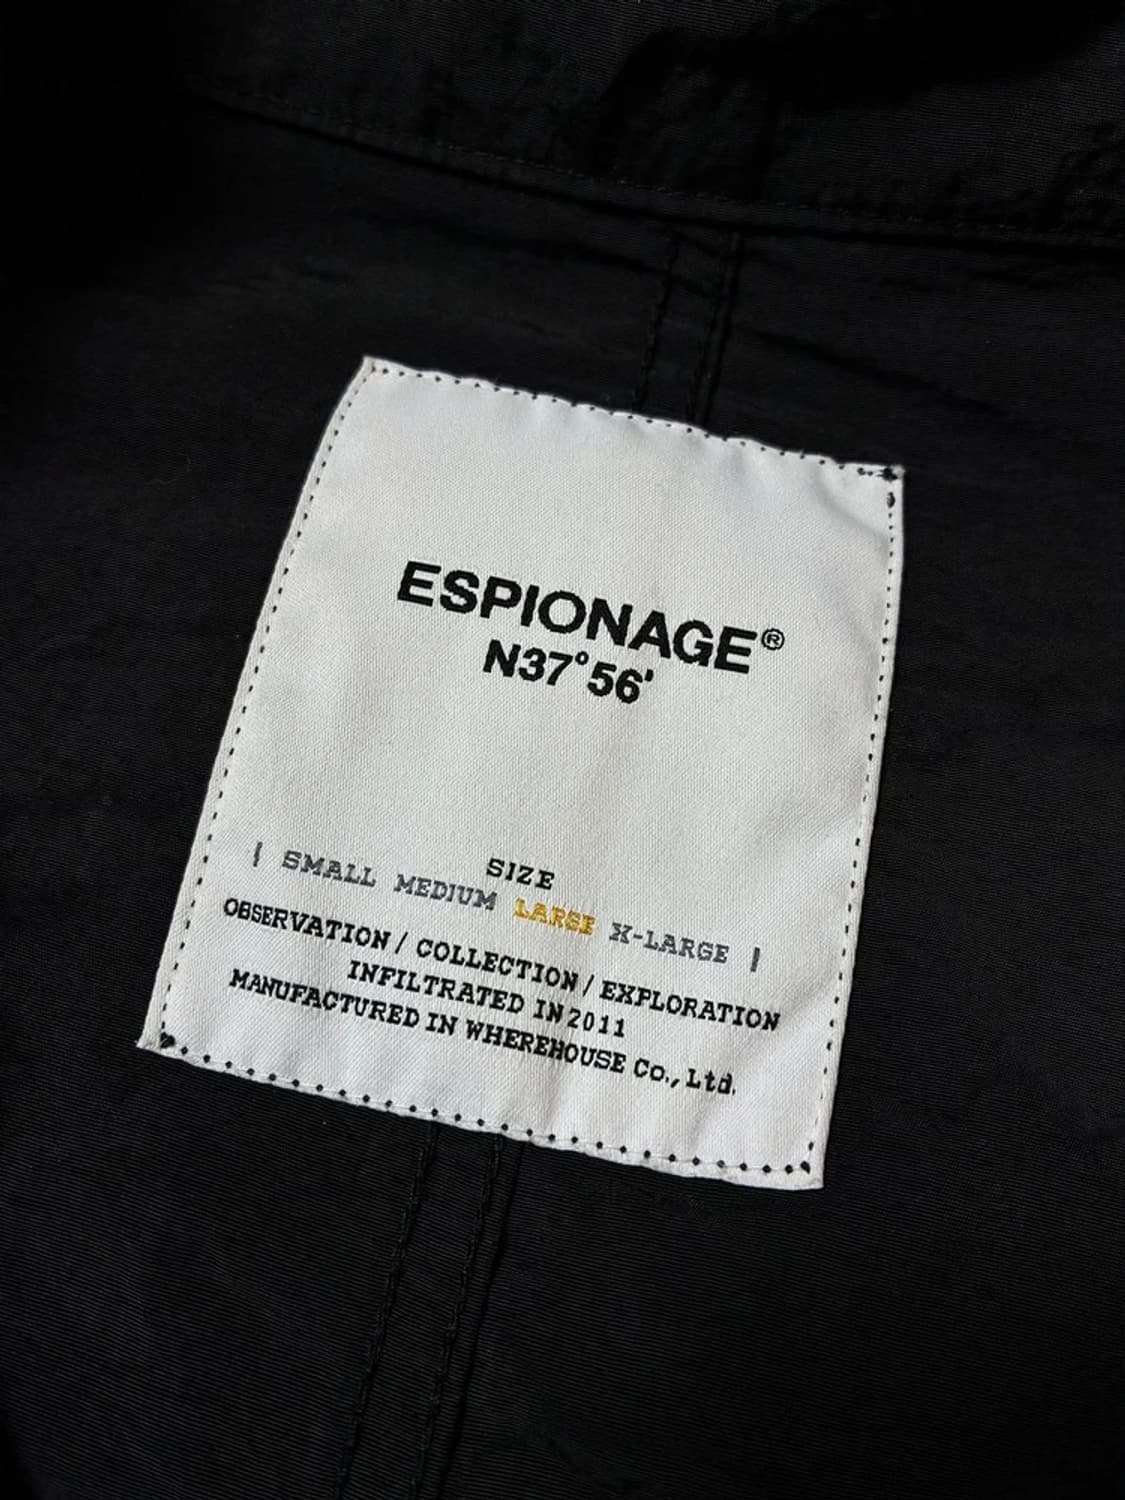 ESPIONAGE®
N37°56'
SIZE
| SMALL MEDIUM LARGE X-LARGE |
OBSERVATION / COLLECTION / EXPLORATION
INFILTRATED IN 2011
MANUFACTURED IN WHEREHOUSE Co., Ltd.